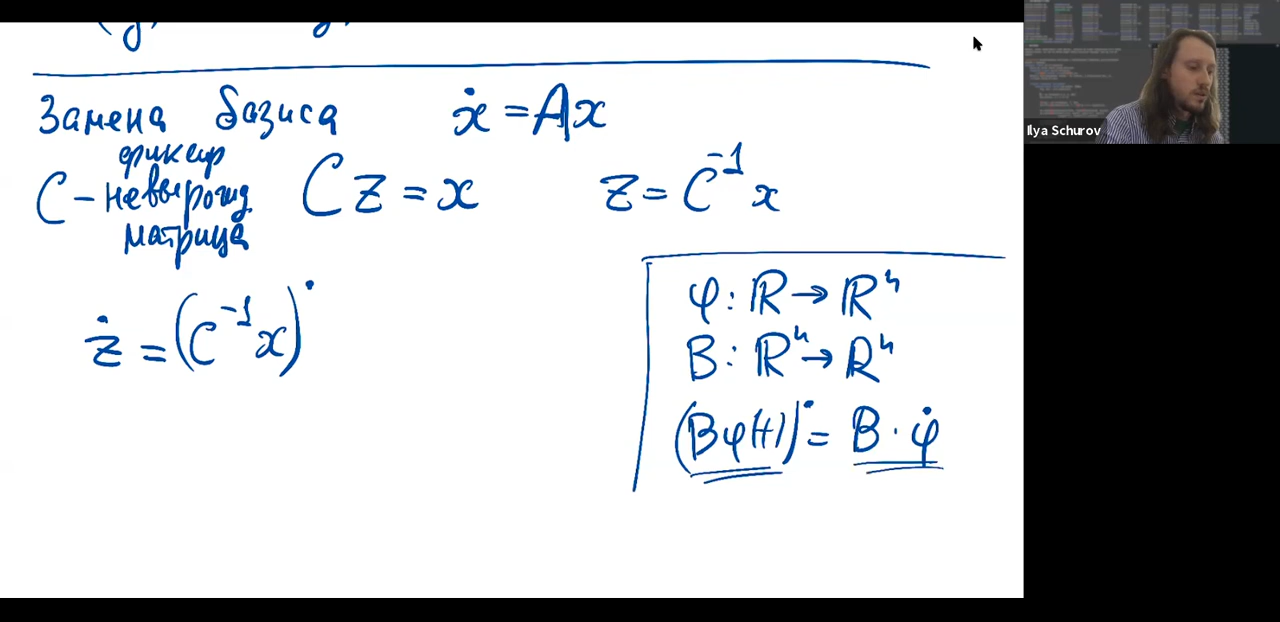 Замена базиса ẋ = Ax
фиксир
C – невырожд. Cz = x z = C⁻¹x
матрица
ż = (C⁻¹x)˙
φ: ℝ → ℝⁿ
B: ℝⁿ → ℝⁿ
(Bφ(t))˙ = B · φ̇
Ilya Schurov